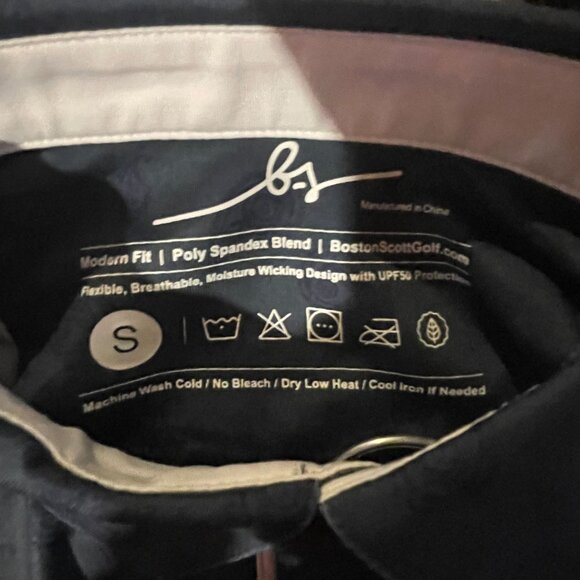 b-s
Manufactured in China
Modern Fit | Poly Spandex Blend | BostonScottGolf.com
Flexible, Breathable, Moisture Wicking Design with UPF50 Protection
S
Machine Wash Cold / No Bleach / Dry Low Heat / Cool Iron If Needed